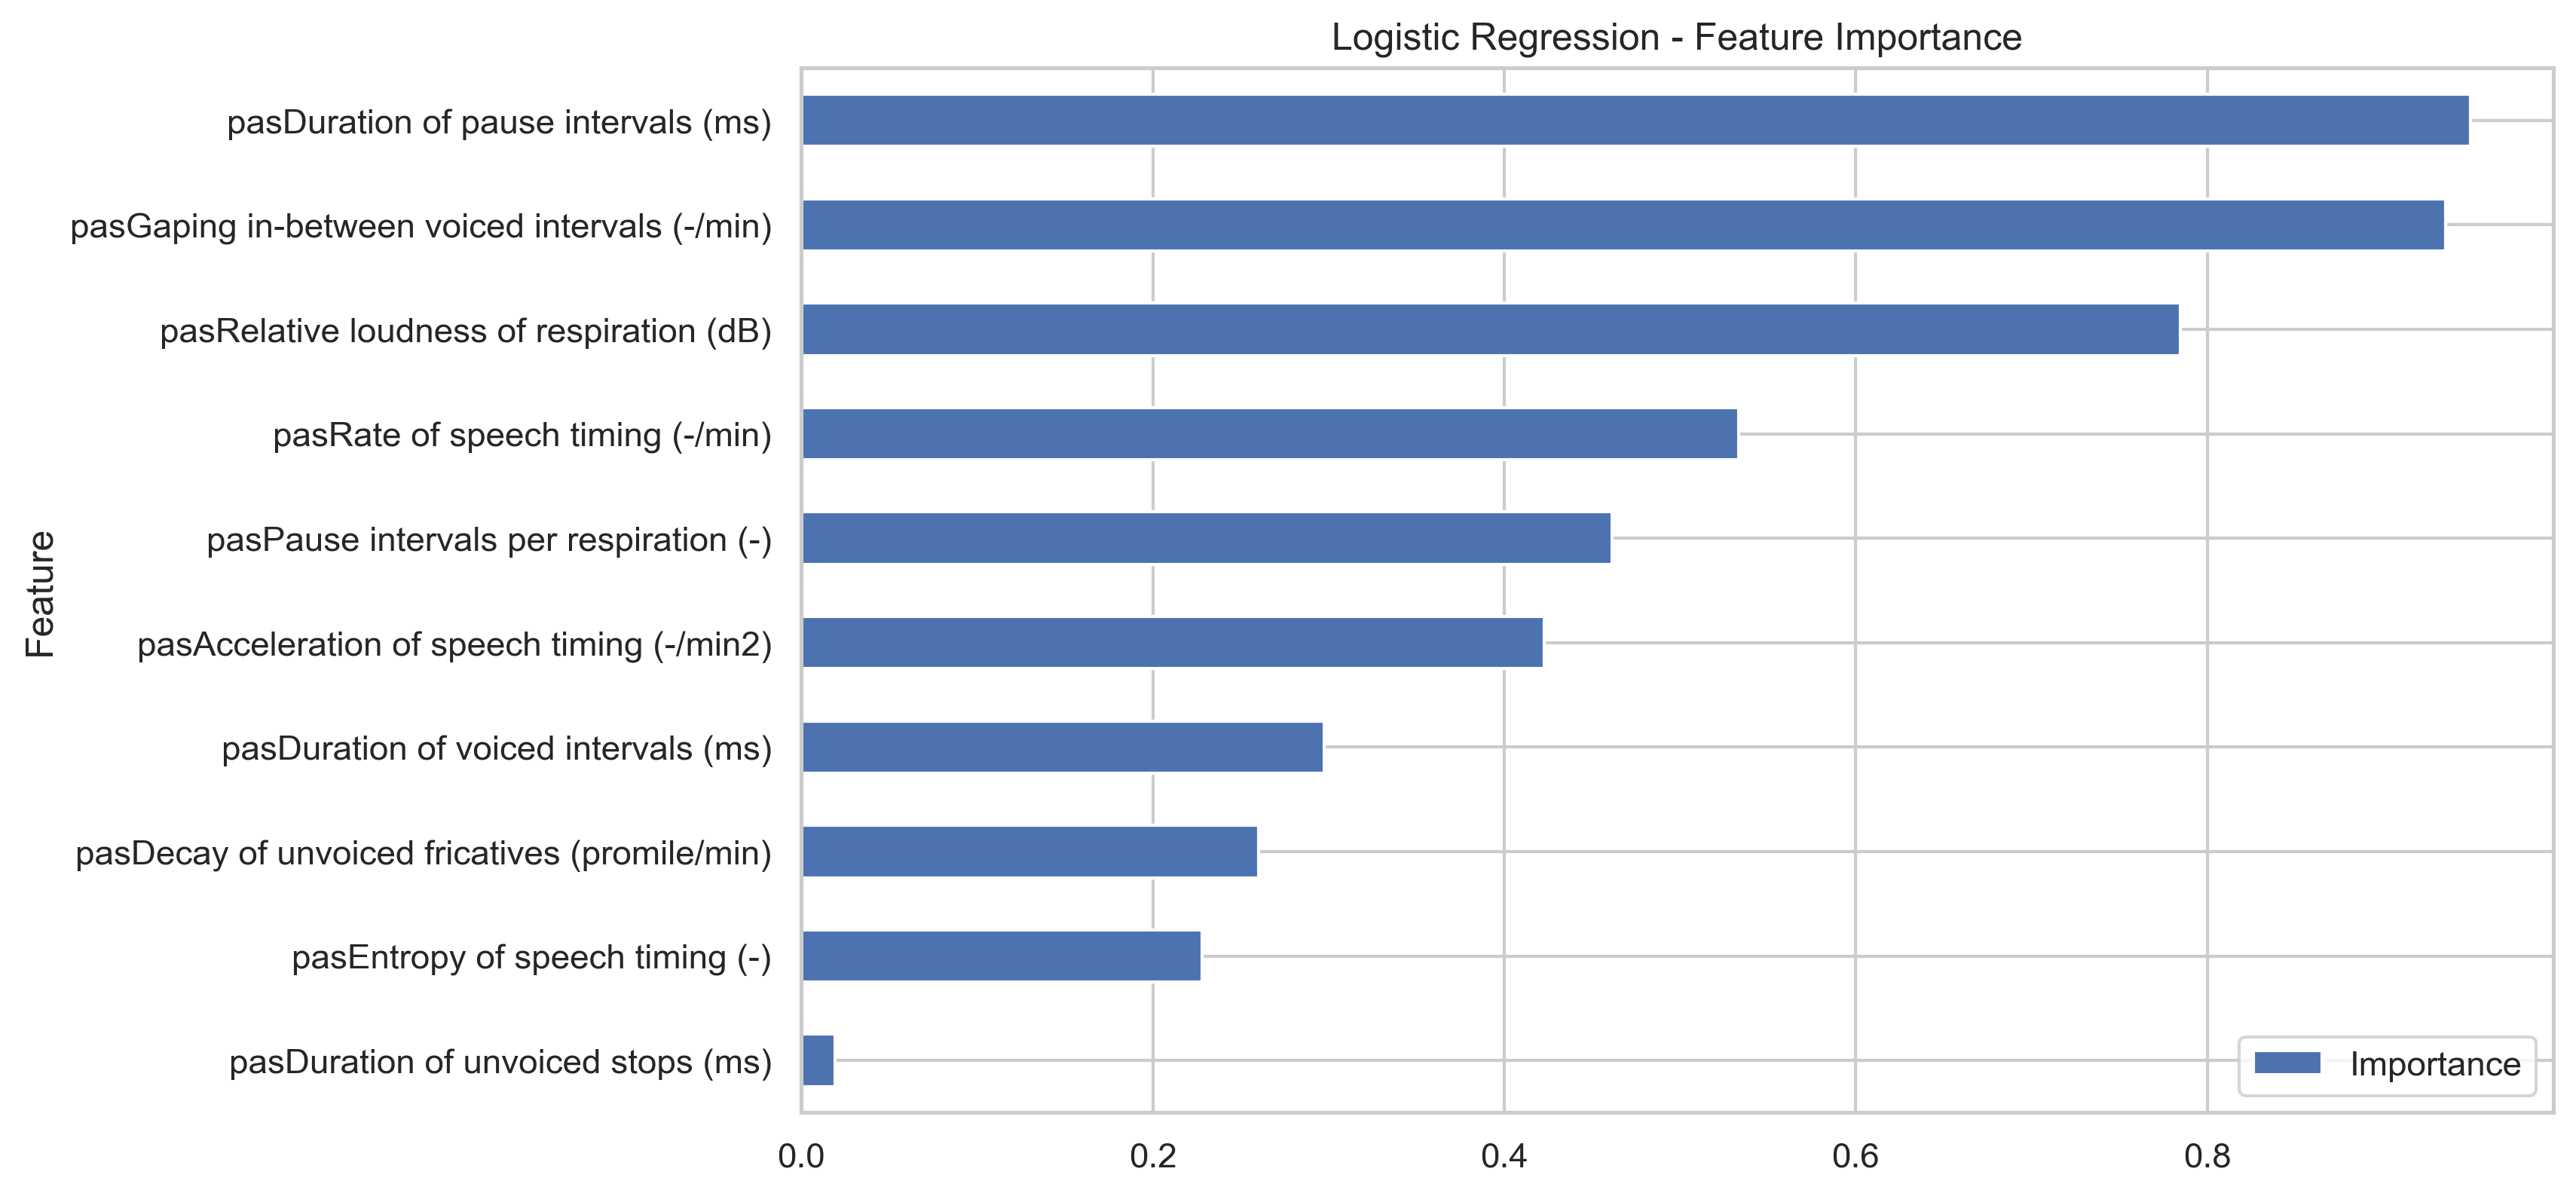 Logistic Regression - Feature Importance
pasDuration of pause intervals (ms)
pasGaping in-between voiced intervals (-/min)
pasRelative loudness of respiration (dB)
pasRate of speech timing (-/min)
pasPause intervals per respiration (-)
pasAcceleration of speech timing (-/min2)
pasDuration of voiced intervals (ms)
pasDecay of unvoiced fricatives (promile/min)
pasEntropy of speech timing (-)
pasDuration of unvoiced stops (ms)
Feature
Importance
0.0 0.2 0.4 0.6 0.8